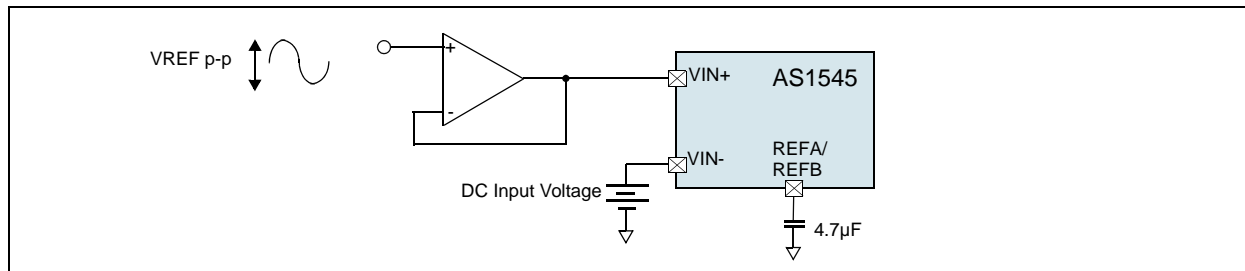 VREF p-p
+
-
VIN+
AS1545
VIN-
REFA/
REFB
DC Input Voltage
4.7µF